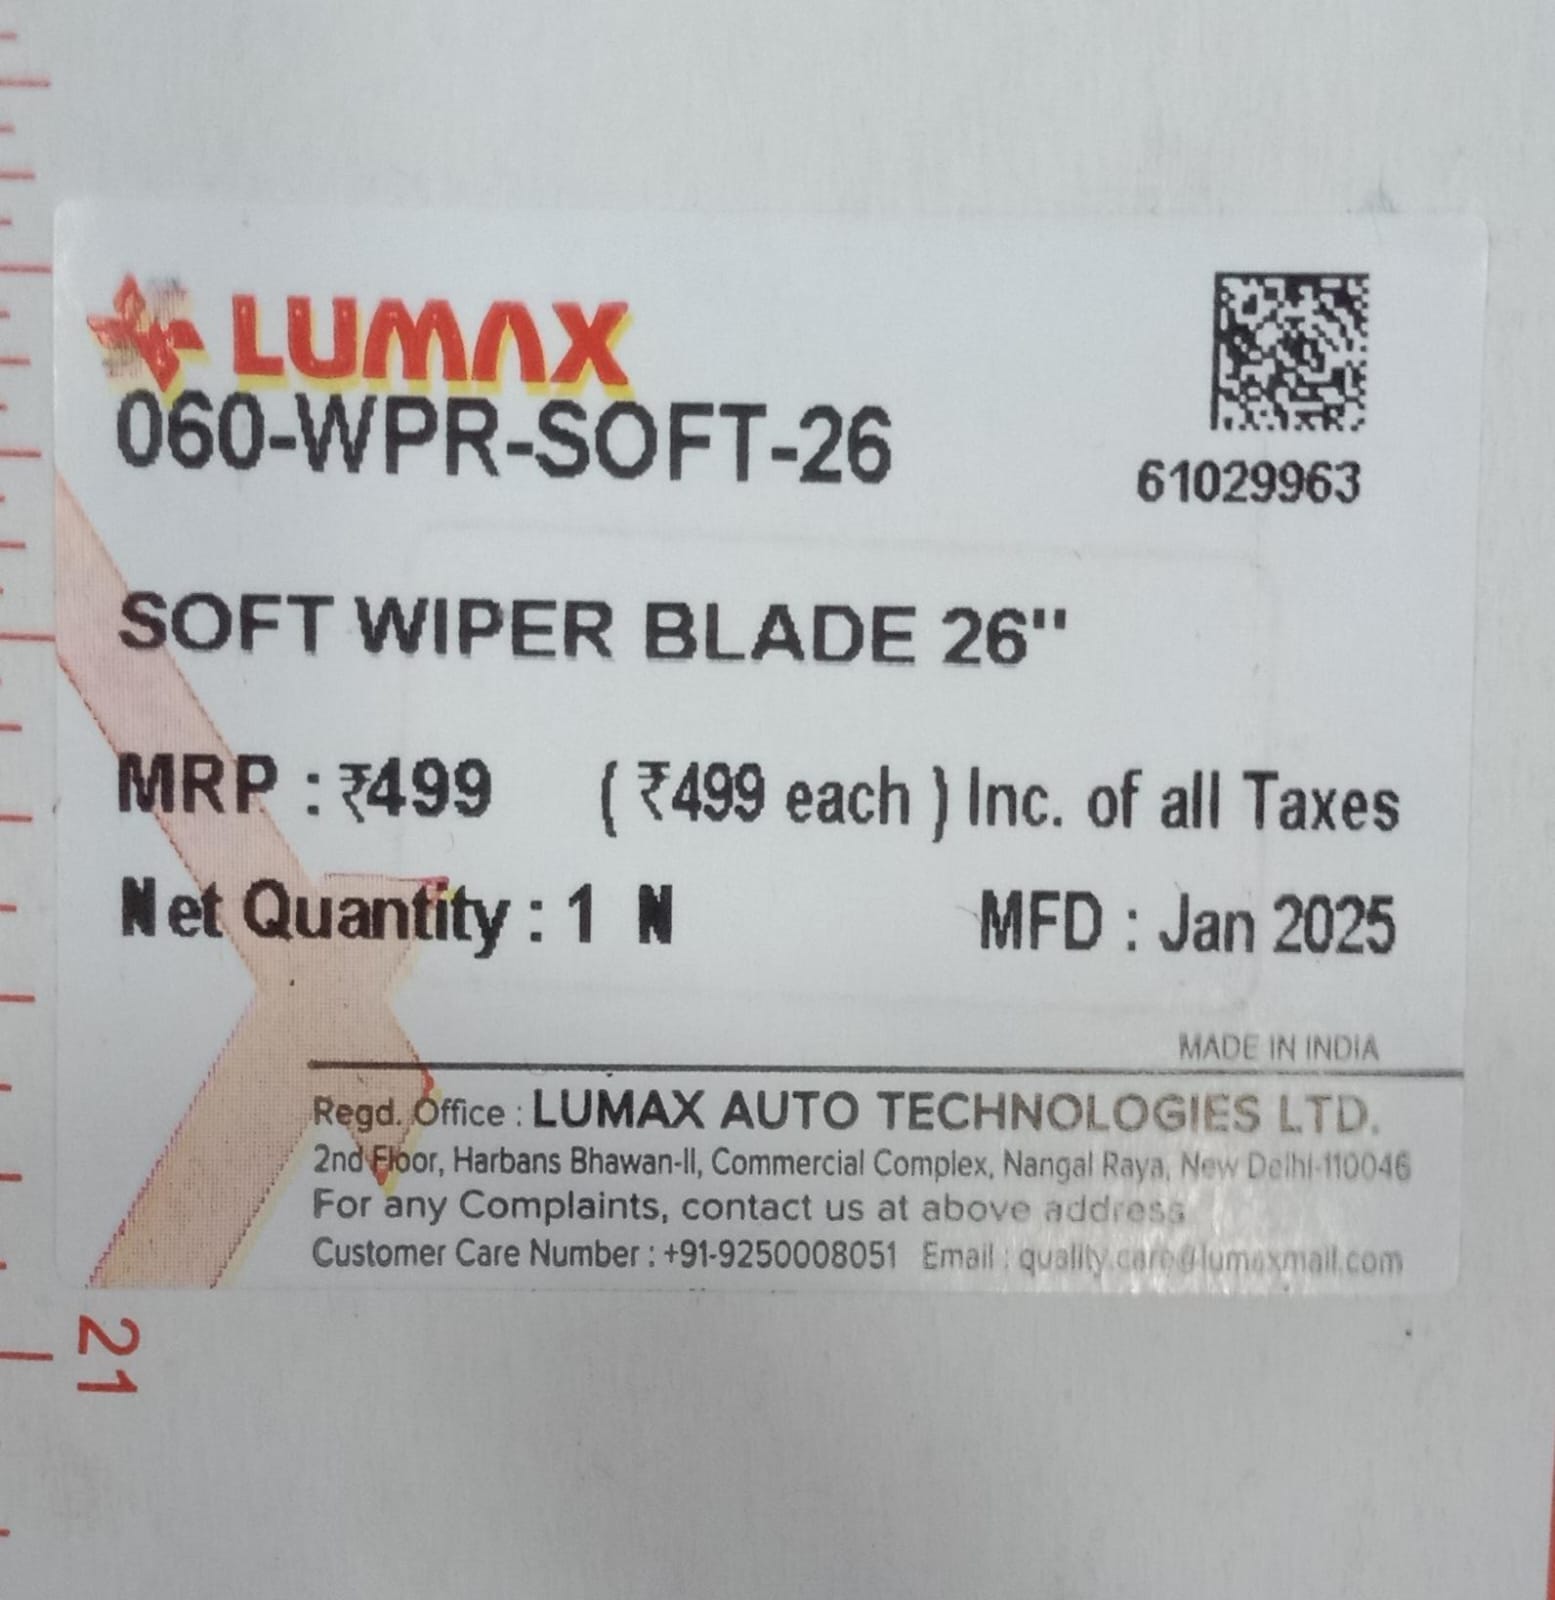 LUMAX
060-WPR-SOFT-26
61029963
SOFT WIPER BLADE 26"
MRP : ₹499 ( ₹499 each ) Inc. of all Taxes
Net Quantity : 1 N MFD : Jan 2025
MADE IN INDIA
Regd. Office : LUMAX AUTO TECHNOLOGIES LTD.
2nd Floor, Harbans Bhawan-II, Commercial Complex, Nangal Raya, New Delhi-110046
For any Complaints, contact us at above address
Customer Care Number : +91-9250008051 Email : quality.care@lumaxmail.com
21